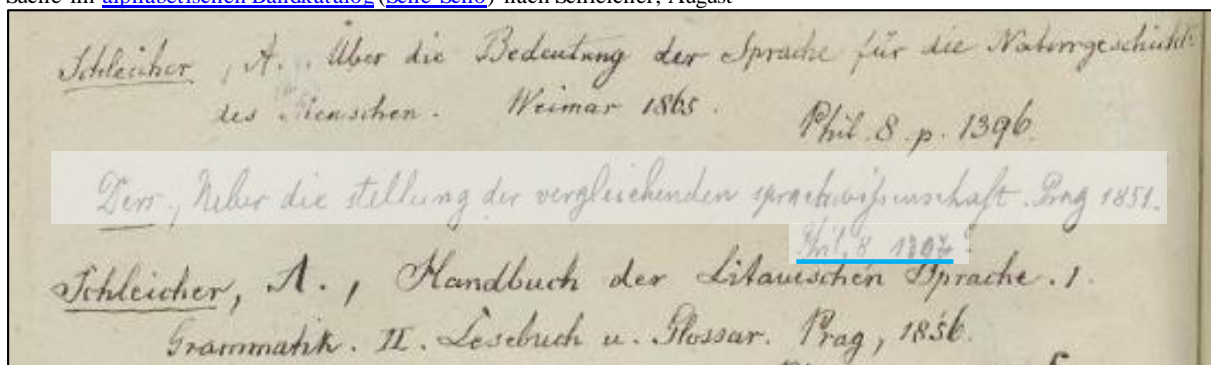 Suche im alphabetischen Bandkatalog (Seite Seite) nach Schleicher, August
Schleicher, A. Über die Bedeutung der Sprache für die Naturgeschicht
des Menschen. Weimar 1865.
Phil. 8. p. 1396.
Ders., Ueber die stellung der vergleichenden sprachwißenschaft. Prag 1851.
Phil. 8 1397
Schleicher, A., Handbuch der Litauischen Sprache. I.
Grammatik. II. Lesebuch u. Glossar. Prag, 1856.